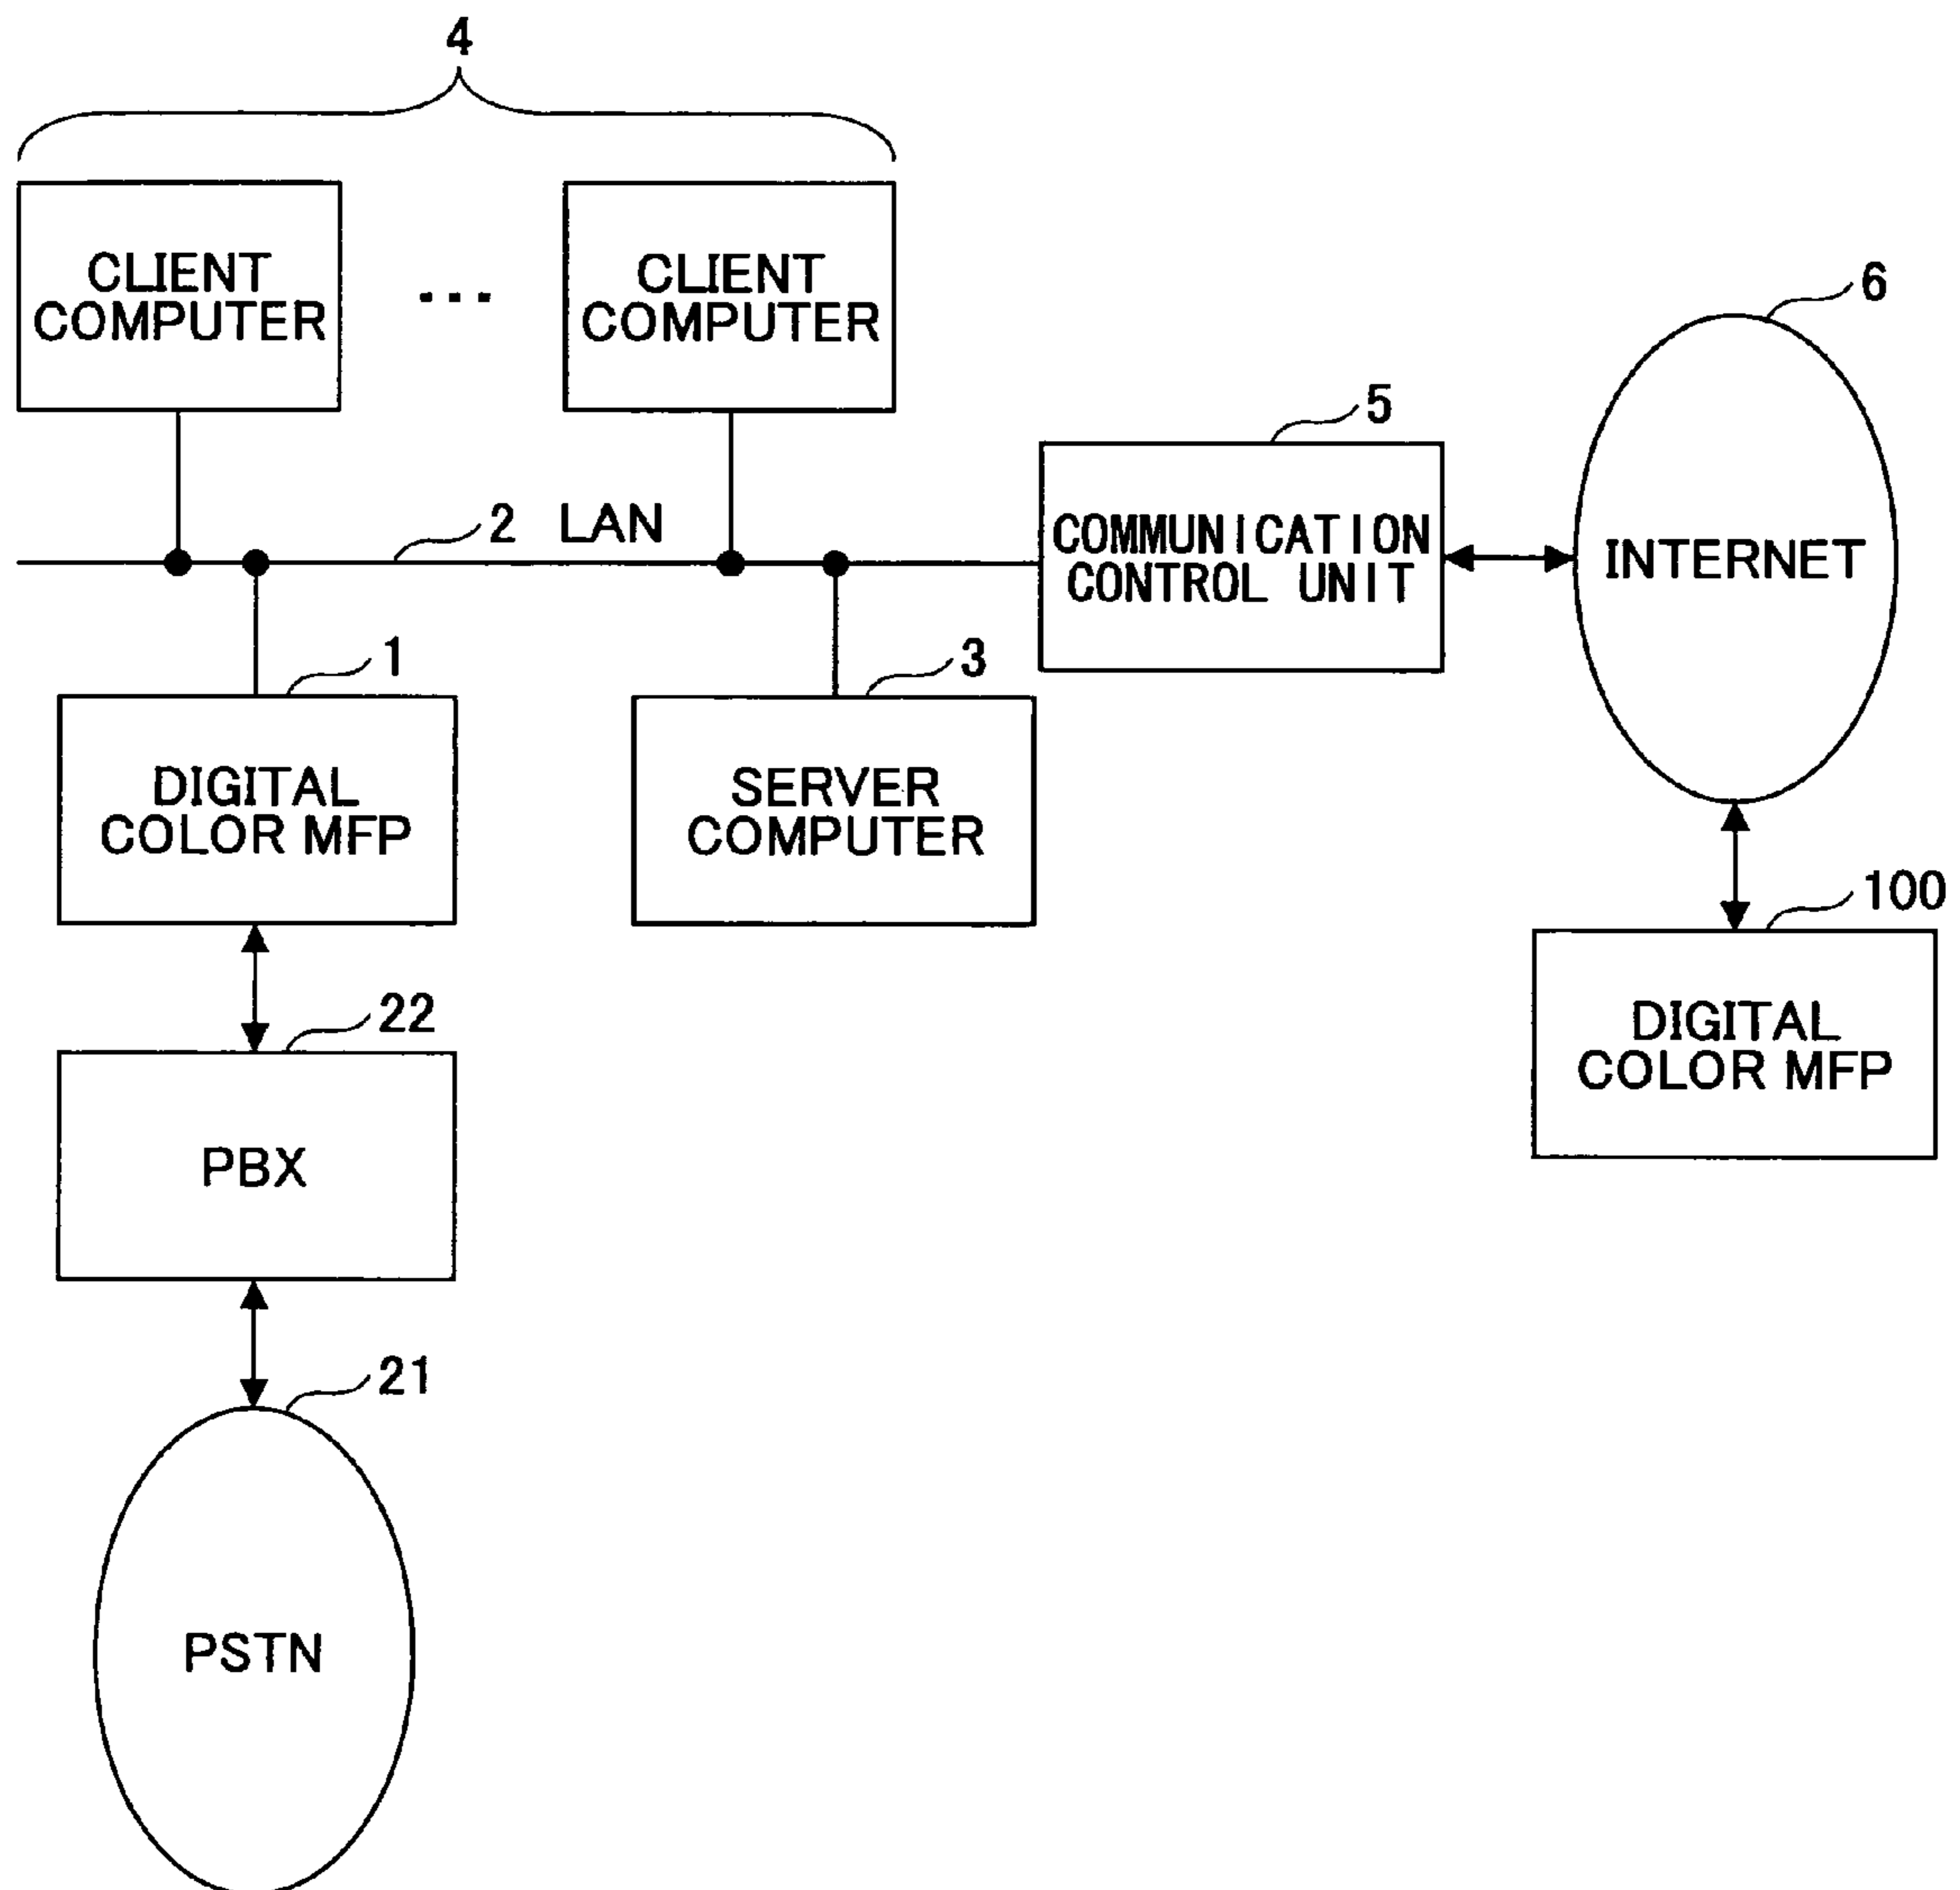 4
CLIENT
COMPUTER
...
CLIENT
COMPUTER
6
5
2 LAN
COMMUNICATION
CONTROL UNIT
INTERNET
1
3
DIGITAL
COLOR MFP
SERVER
COMPUTER
100
22
DIGITAL
COLOR MFP
PBX
21
PSTN